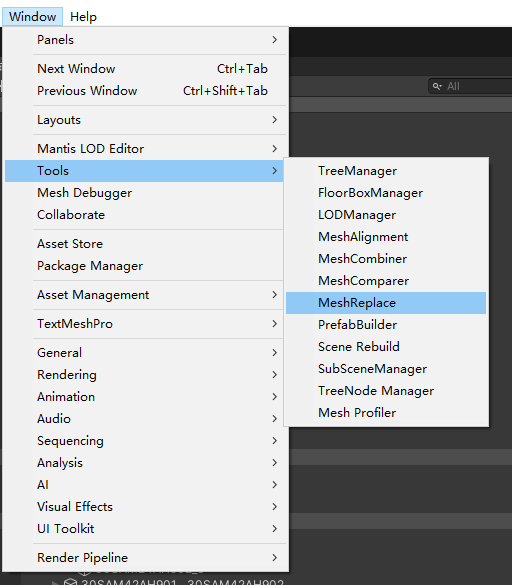 Window Help
Panels
Next Window Ctrl+Tab
Previous Window Ctrl+Shift+Tab
Layouts
Mantis LOD Editor
Tools
Mesh Debugger
Collaborate
Asset Store
Package Manager
Asset Management
TextMeshPro
General
Rendering
Animation
Audio
Sequencing
Analysis
AI
Visual Effects
UI Toolkit
Render Pipeline
All
TreeManager
FloorBoxManager
LODManager
MeshAlignment
MeshCombiner
MeshComparer
MeshReplace
PrefabBuilder
Scene Rebuild
SubSceneManager
TreeNode Manager
Mesh Profiler